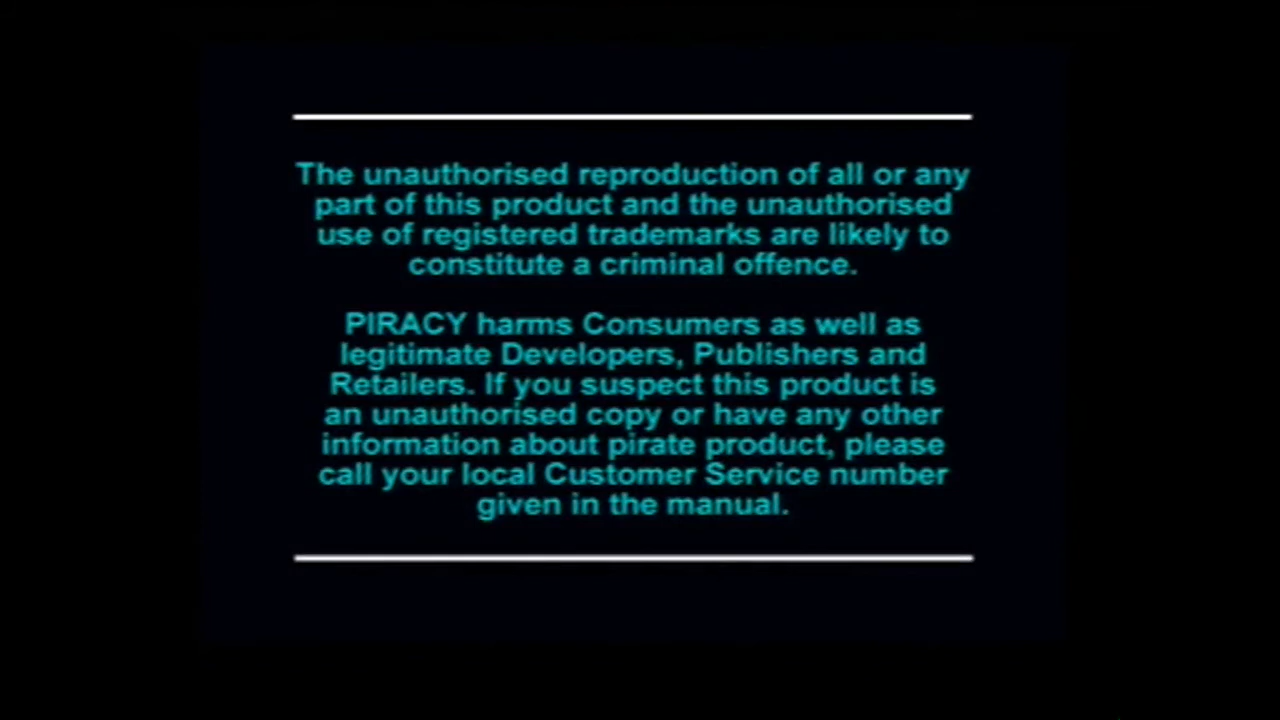 The unauthorised reproduction of all or any
part of this product and the unauthorised
use of registered trademarks are likely to
constitute a criminal offence.
PIRACY harms Consumers as well as
legitimate Developers, Publishers and
Retailers. If you suspect this product is
an unauthorised copy or have any other
information about pirate product, please
call your local Customer Service number
given in the manual.